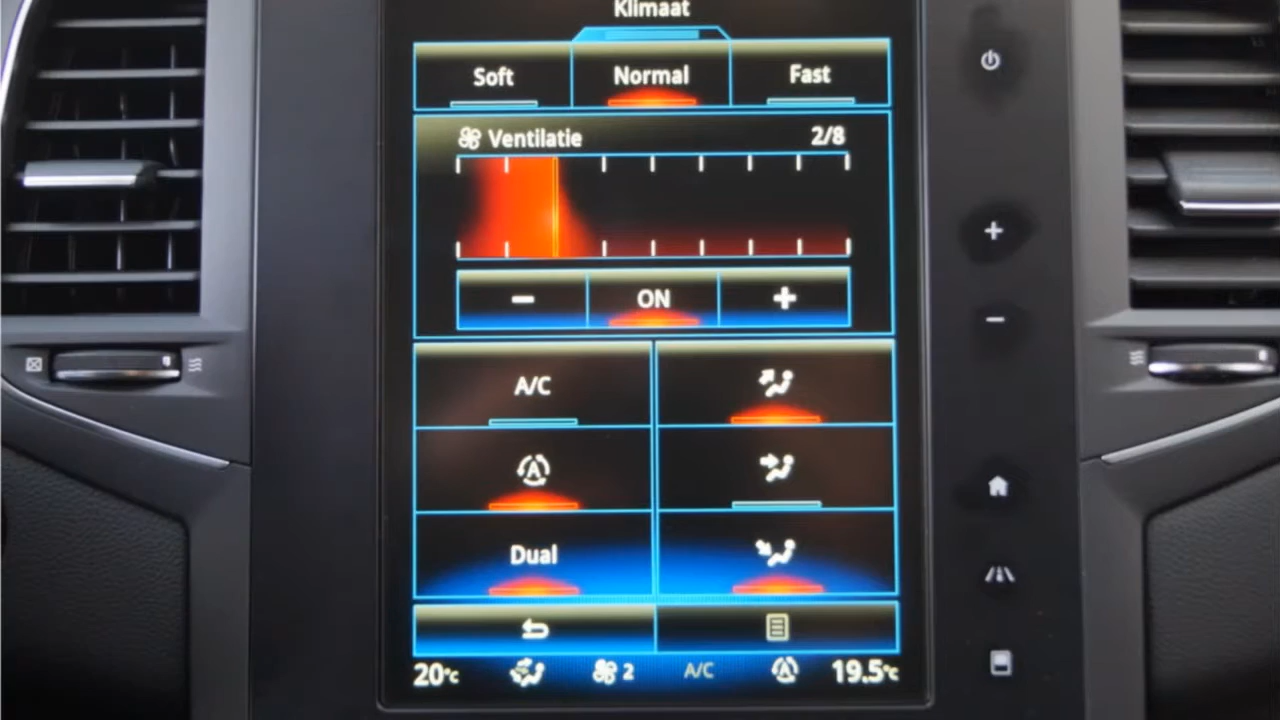 Klimaat
Soft Normal Fast
Ventilatie 2/8
− ON +
A/C
A
Dual
20°C 2 A/C A 19.5°C
+
−